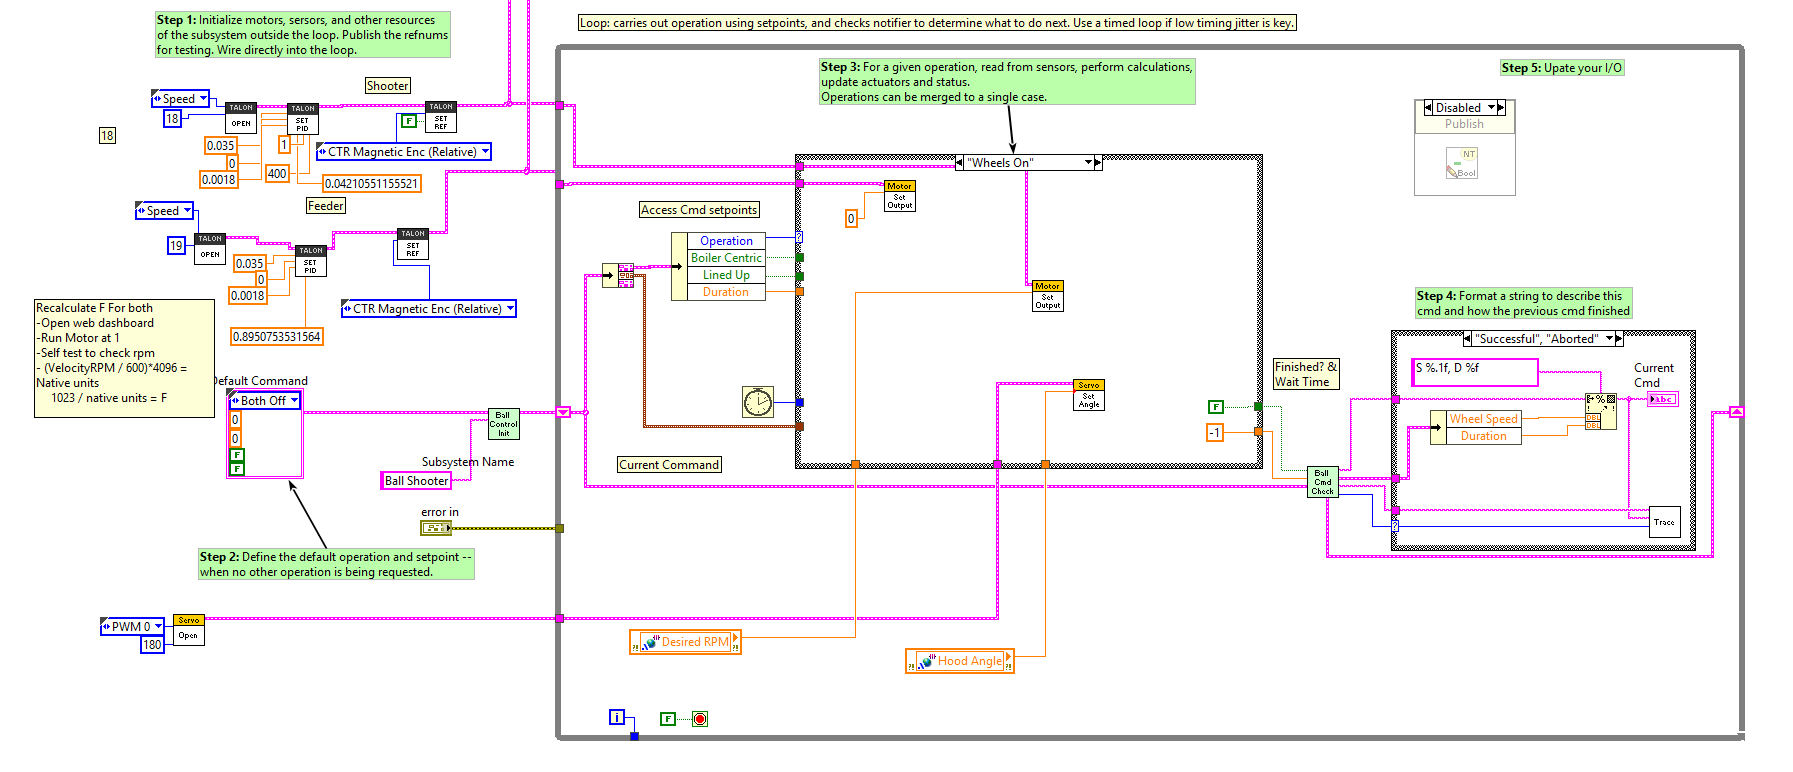 Step 1: Initialize motors, sersors, and other resources
of the subsystem outside the loop. Publish the refnums
for testing. Wire directly into the loop.
Loop: carries out operation using setpoints, and checks notifier to determine what to do next. Use a timed loop if low timing jitter is key.
Step 3: For a given operation, read from sensors, perform calculations,
update actuators and status.
Operations can be merged to a single case.
Step 5: Upate your I/O
Shooter
Speed
18
TALON
OPEN
TALON
SET
PID
TALON
SET
REF
F
18
0.035
0
0.0018
1
400
CTR Magnetic Enc (Relative)
0.04210551155521
Disabled
Publish
NT
Bool
"Wheels On"
Motor
Set
Output
0
Feeder
Speed
19
TALON
OPEN
TALON
SET
PID
TALON
SET
REF
0.035
0
0.0018
CTR Magnetic Enc (Relative)
0.8950753531564
Access Cmd setpoints
Operation
Boiler Centric
Lined Up
Duration
?
Motor
Set
Output
Step 4: Format a string to describe this
cmd and how the previous cmd finished
Recalculate F For both
-Open web dashboard
-Run Motor at 1
-Self test to check rpm
- (VelocityRPM / 600)*4096 =
Native units
1023 / native units = F
"Successful", "Aborted"
S %.1f, D %f
Current
Cmd
abc
Wheel Speed
Duration
DBL
DBL
Trace
?
Default Command
Both Off
0
0
F
F
Ball
Control
Init
Subsystem Name
Ball Shooter
Servo
Set
Angle
Finished? &
Wait Time
F
-1
Current Command
Ball
Cmd
Check
error in
Step 2: Define the default operation and setpoint --
when no other operation is being requested.
PWM 0
180
Servo
Open
Desired RPM
?!
?!
Hood Angle
?!
?!
i
F